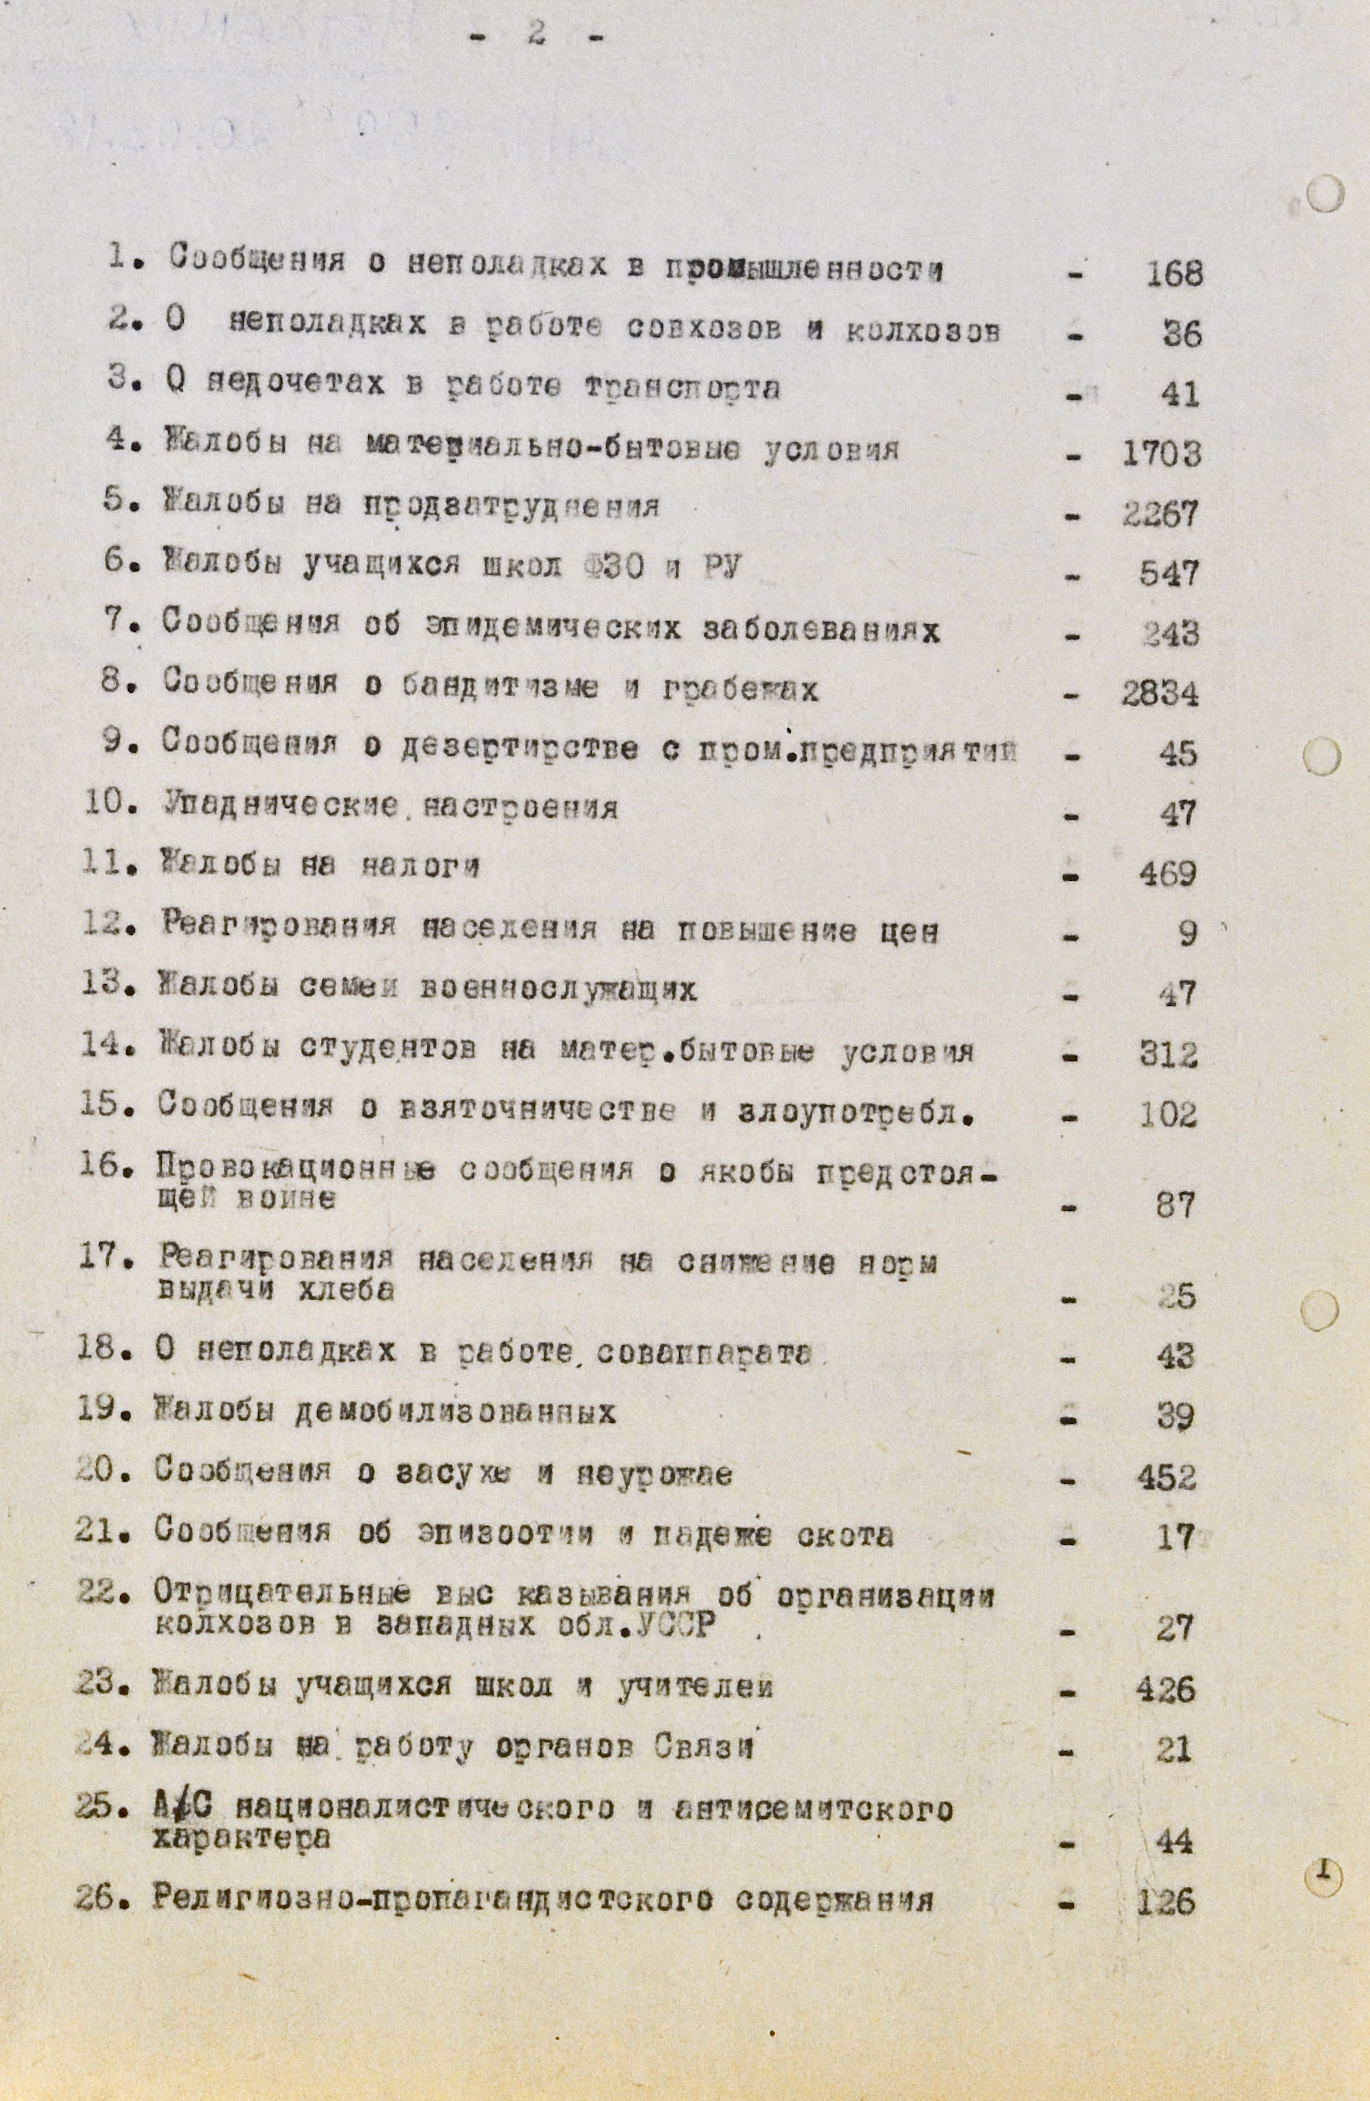 - 2 -
1. Сообщения о неполадках в промышленности - 168
2. О неполадках в работе совхозов и колхозов - 36
3. О недочетах в работе транспорта - 41
4. Жалобы на материально-бытовые условия - 1703
5. Жалобы на продзатруднения - 2267
6. Жалобы учащихся школ ФЗО и РУ - 547
7. Сообщения об эпидемических заболеваниях - 243
8. Сообщения о бандитизме и грабежах - 2834
9. Сообщения о дезертирстве с пром.предприятий - 45
10. Упаднические настроения - 47
11. Жалобы на налоги - 469
12. Реагирования населения на повышение цен - 9
13. Жалобы семей военнослужащих - 47
14. Жалобы студентов на матер.бытовые условия - 312
15. Сообщения о взяточничестве и злоупотребл. - 102
16. Провокационные сообщения о якобы предстоя-
щей войне - 87
17. Реагирования населения на снижение норм
выдачи хлеба - 25
18. О неполадках в работе соваппарата - 43
19. Жалобы демобилизованных - 39
20. Сообщения о засухе и неурожае - 452
21. Сообщения об эпизоотии и падеже скота - 17
22. Отрицательные выс казывания об организации
колхозов в западных обл.УССР - 27
23. Жалобы учащихся школ и учителей - 426
24. Жалобы на работу органов Связи - 21
25. А/С националистического и антисемитского
характера - 44
26. Религиозно-пропагандистского содержания - 126